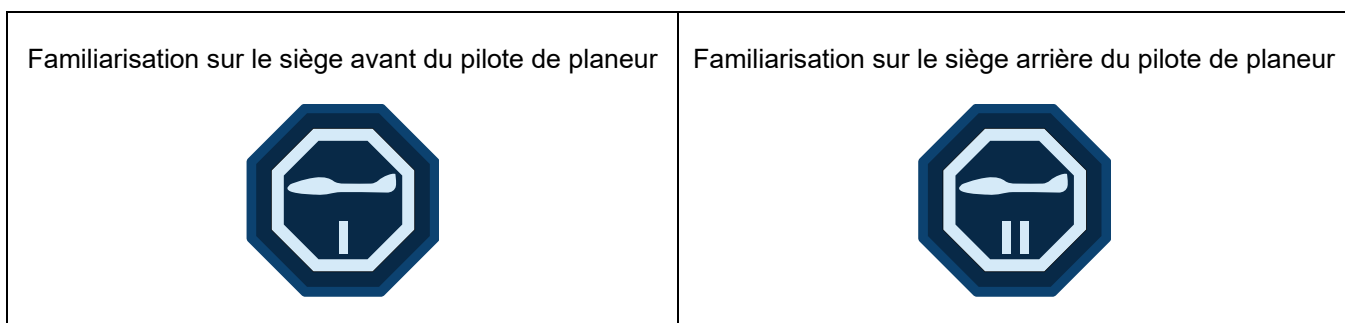 Familiarisation sur le siège avant du pilote de planeur
Familiarisation sur le siège arrière du pilote de planeur
I
II